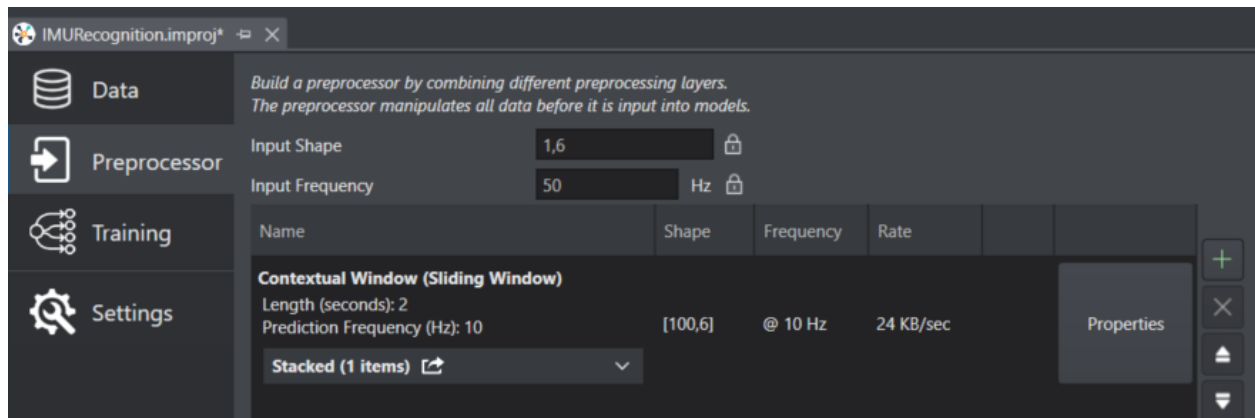 IMURecognition.improj*
Data
Build a preprocessor by combining different preprocessing layers.
The preprocessor manipulates all data before it is input into models.
Preprocessor
Input Shape 1,6
Input Frequency 50 Hz
Training
Name Shape Frequency Rate
Settings
Contextual Window (Sliding Window)
Length (seconds): 2
Prediction Frequency (Hz): 10
[100,6] @ 10 Hz 24 KB/sec Properties
Stacked (1 items)